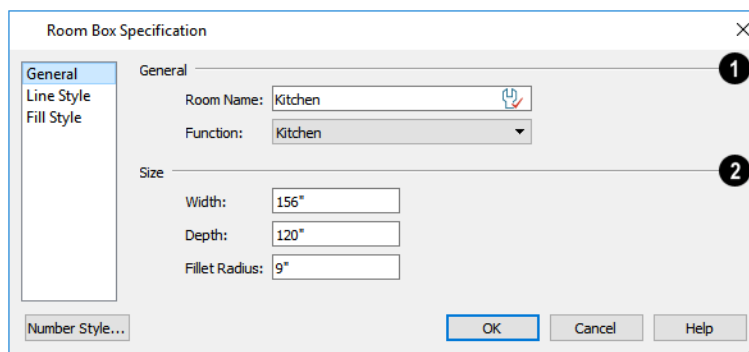 Room Box Specification
General
Line Style
Fill Style
General
1
Room Name: Kitchen
Function: Kitchen
Size
2
Width: 156"
Depth: 120"
Fillet Radius: 9"
Number Style...
OK
Cancel
Help